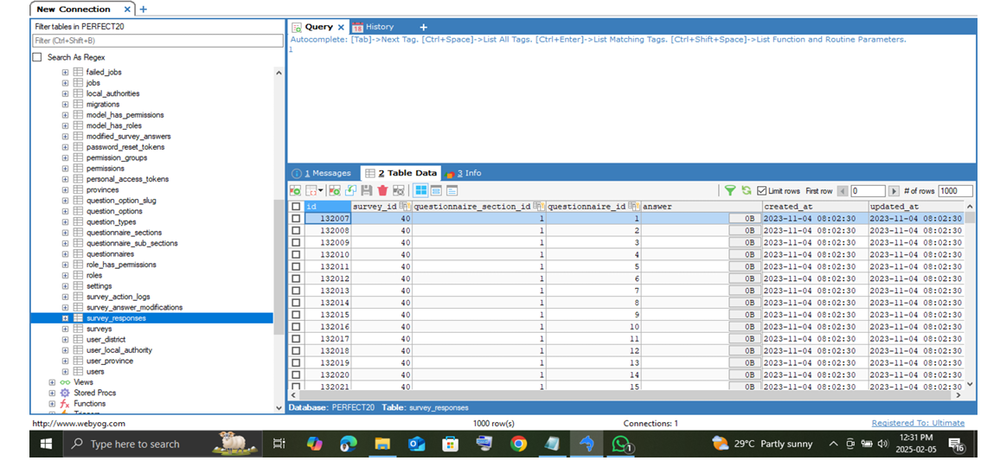 New Connection × +
Filter tables in PERFECT20
Filter (Ctrl+Shift+B)
Search As Regex
failed_jobs
jobs
local_authorities
migrations
model_has_permissions
model_has_roles
modified_survey_answers
password_reset_tokens
permission_groups
permissions
personal_access_tokens
provinces
question_option_slug
question_options
question_types
questionnaire_sections
questionnaire_sub_sections
questionnaires
role_has_permissions
roles
settings
survey_action_logs
survey_answer_modifications
survey_responses
surveys
user_district
user_local_authority
user_province
users
Views
Stored Procs
Functions
Query × History +
Autocomplete: [Tab]->Next Tag. [Ctrl+Space]->List All Tags. [Ctrl+Enter]->List Matching Tags. [Ctrl+Shift+Space]->List Function and Routine Parameters.
1
1 Messages 2 Table Data 3 Info
Limit rows First row 0 # of rows 1000
id survey_id questionnaire_section_id questionnaire_id answer created_at updated_at
132007 40 1 1 0B 2023-11-04 08:02:30 2023-11-04 08:02:30
132008 40 1 2 0B 2023-11-04 08:02:30 2023-11-04 08:02:30
132009 40 1 3 0B 2023-11-04 08:02:30 2023-11-04 08:02:30
132010 40 1 4 0B 2023-11-04 08:02:30 2023-11-04 08:02:30
132011 40 1 5 0B 2023-11-04 08:02:30 2023-11-04 08:02:30
132012 40 1 6 0B 2023-11-04 08:02:30 2023-11-04 08:02:30
132013 40 1 7 0B 2023-11-04 08:02:30 2023-11-04 08:02:30
132014 40 1 8 0B 2023-11-04 08:02:30 2023-11-04 08:02:30
132015 40 1 9 0B 2023-11-04 08:02:30 2023-11-04 08:02:30
132016 40 1 10 0B 2023-11-04 08:02:30 2023-11-04 08:02:30
132017 40 1 11 0B 2023-11-04 08:02:30 2023-11-04 08:02:30
132018 40 1 12 0B 2023-11-04 08:02:30 2023-11-04 08:02:30
132019 40 1 13 0B 2023-11-04 08:02:30 2023-11-04 08:02:30
132020 40 1 14 0B 2023-11-04 08:02:30 2023-11-04 08:02:30
132021 40 1 15 0B 2023-11-04 08:02:30 2023-11-04 08:02:30
Database: PERFECT20 Table: survey_responses
http://www.webyog.com 1000 row(s) Connections: 1 Registered To: Ultimate
Type here to search 29°C Partly sunny 12:31 PM
2025-02-05 16